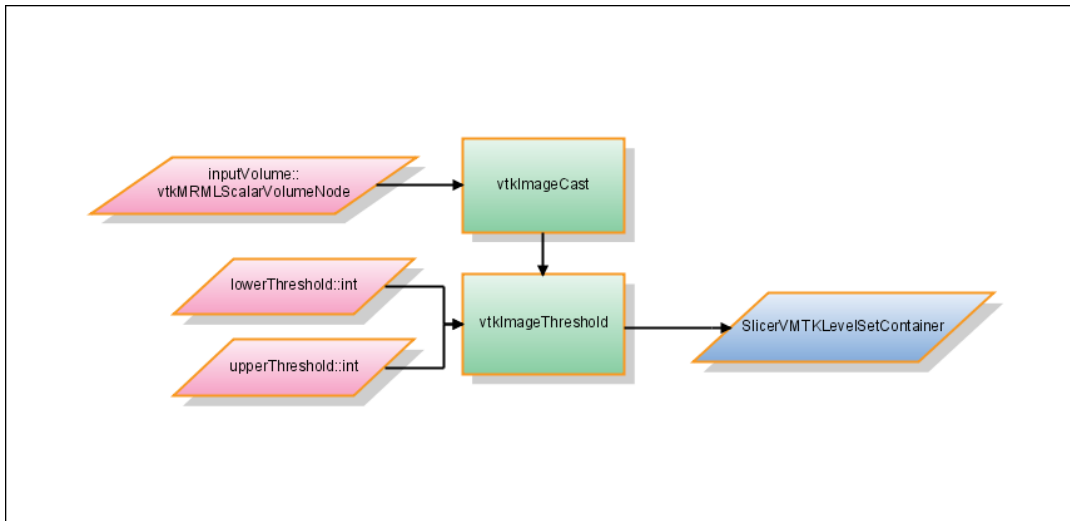 inputVolume::
vtkMRMLScalarVolumeNode
vtkImageCast
lowerThreshold::int
upperThreshold::int
vtkImageThreshold
SlicerVMTKLevelSetContainer